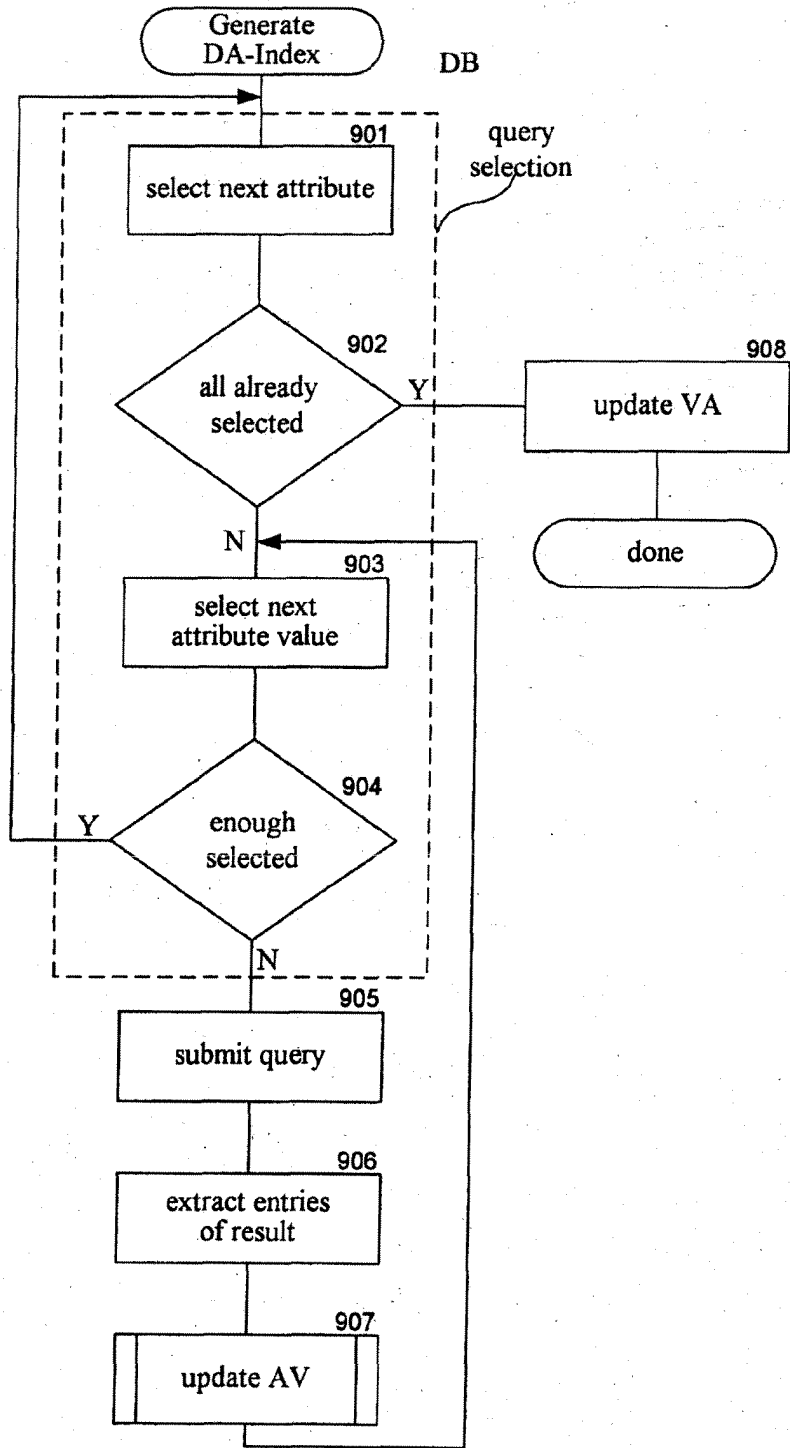 Generate
DA-Index
DB
901
query
selection
select next attribute
902
all already
selected
Y
908
update VA
done
N
903
select next
attribute value
904
enough
selected
Y
N
905
submit query
906
extract entries
of result
907
update AV